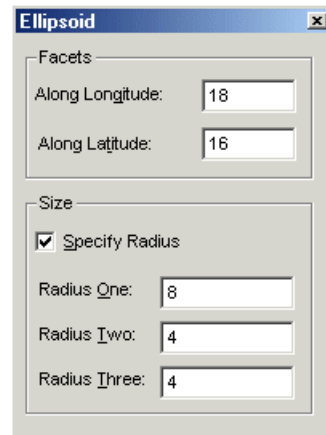 Ellipsoid
Facets
Along Longitude: 18
Along Latitude: 16
Size
Specify Radius
Radius One: 8
Radius Two: 4
Radius Three: 4